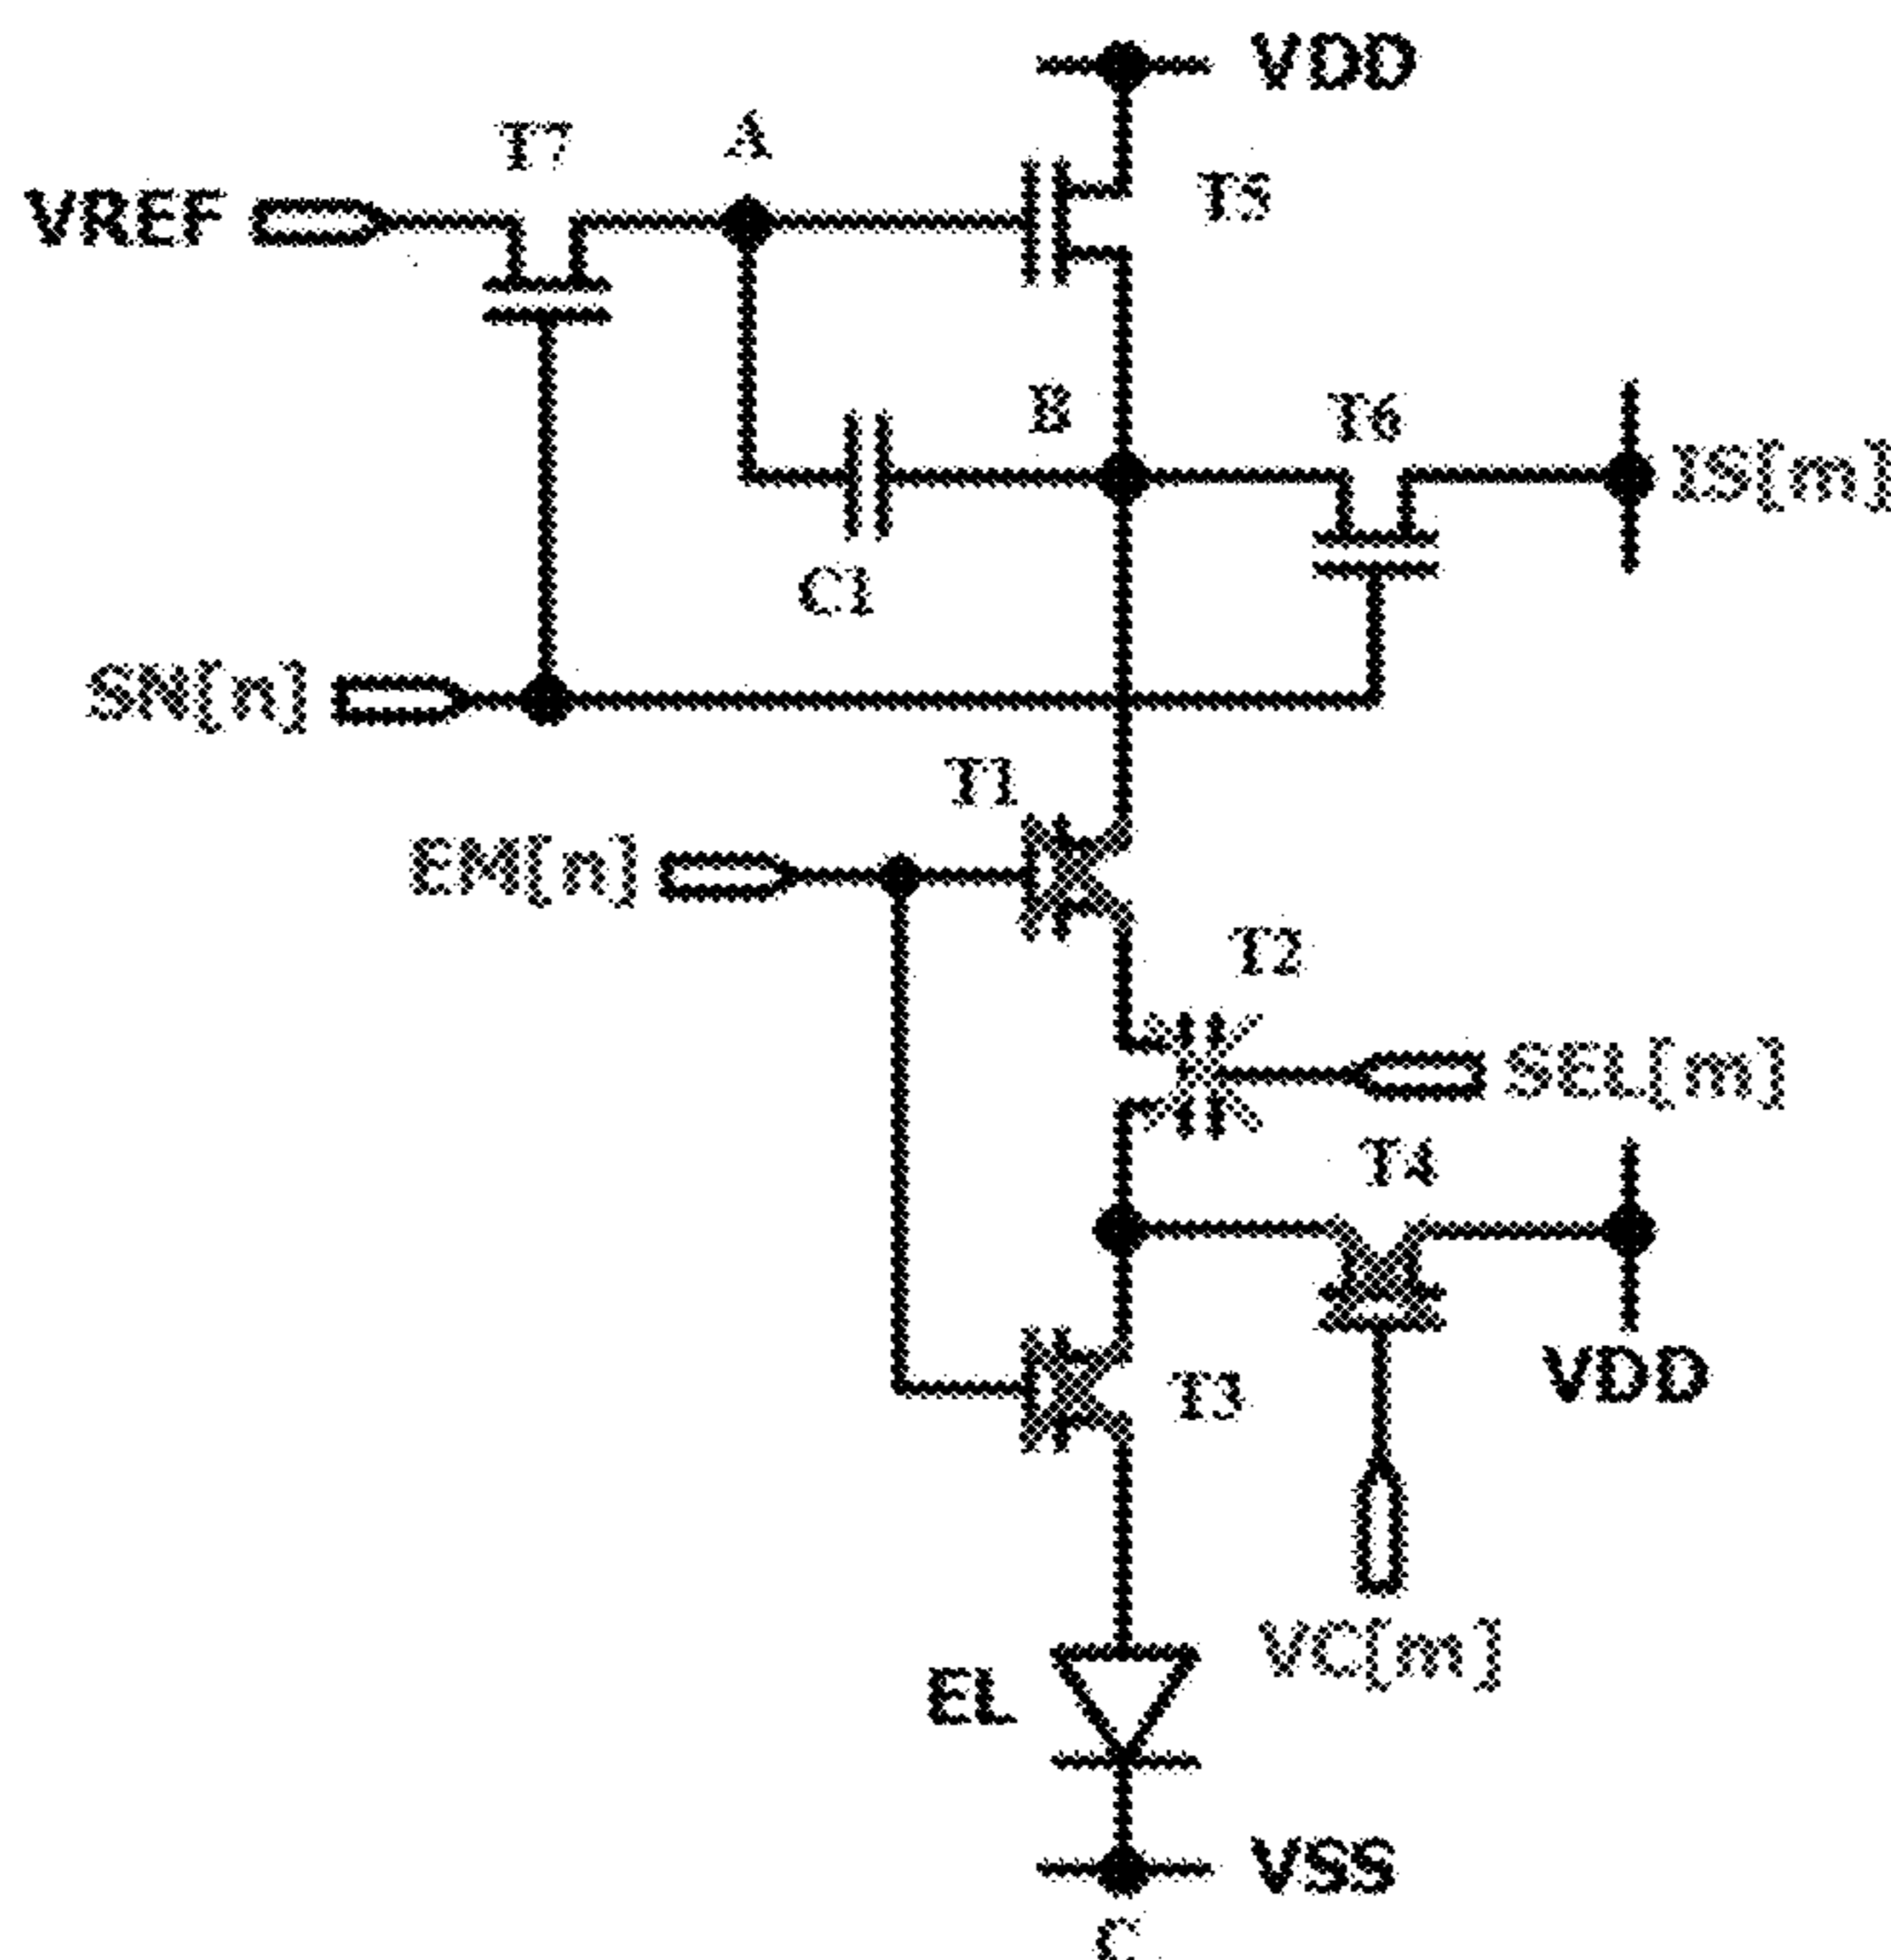 VDD
T7
A
VREF
T5
B
T6
IS[m]
C1
SN[n]
T1
EM[n]
T2
SEL[m]
T4
VDD
T3
VC[m]
EL
VSS
C